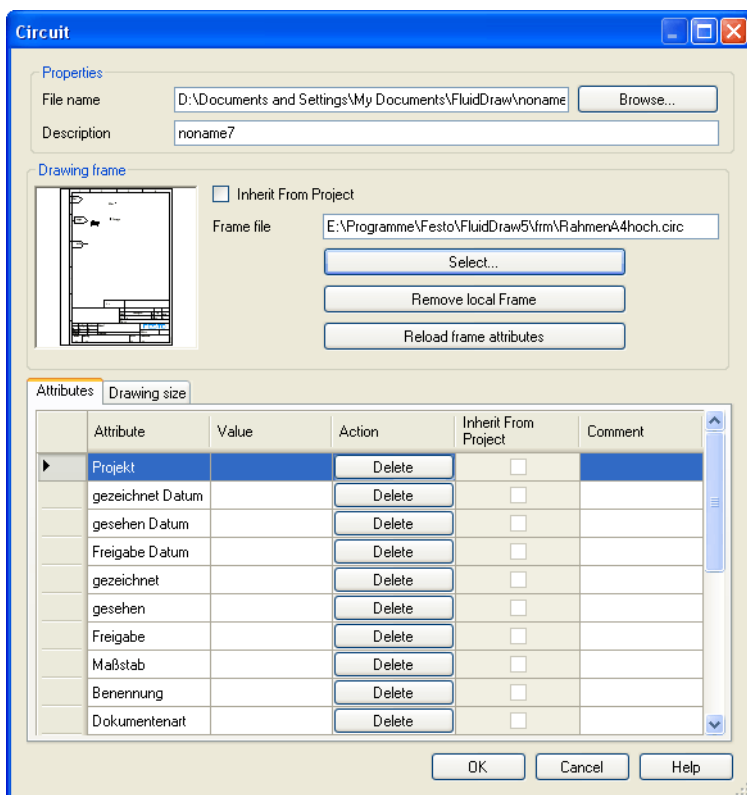 Circuit
Properties
File name D:\Documents and Settings\My Documents\FluidDraw\noname Browse...
Description noname7
Drawing frame
Inherit From Project
Frame file E:\Programme\Festo\FluidDraw5\frm\RahmenA4hoch.circ
Select...
Remove local Frame
Reload frame attributes
Attributes Drawing size
Attribute Value Action Inherit From Project Comment
Projekt Delete
gezeichnet Datum Delete
gesehen Datum Delete
Freigabe Datum Delete
gezeichnet Delete
gesehen Delete
Freigabe Delete
Maßstab Delete
Benennung Delete
Dokumentenart Delete
OK Cancel Help